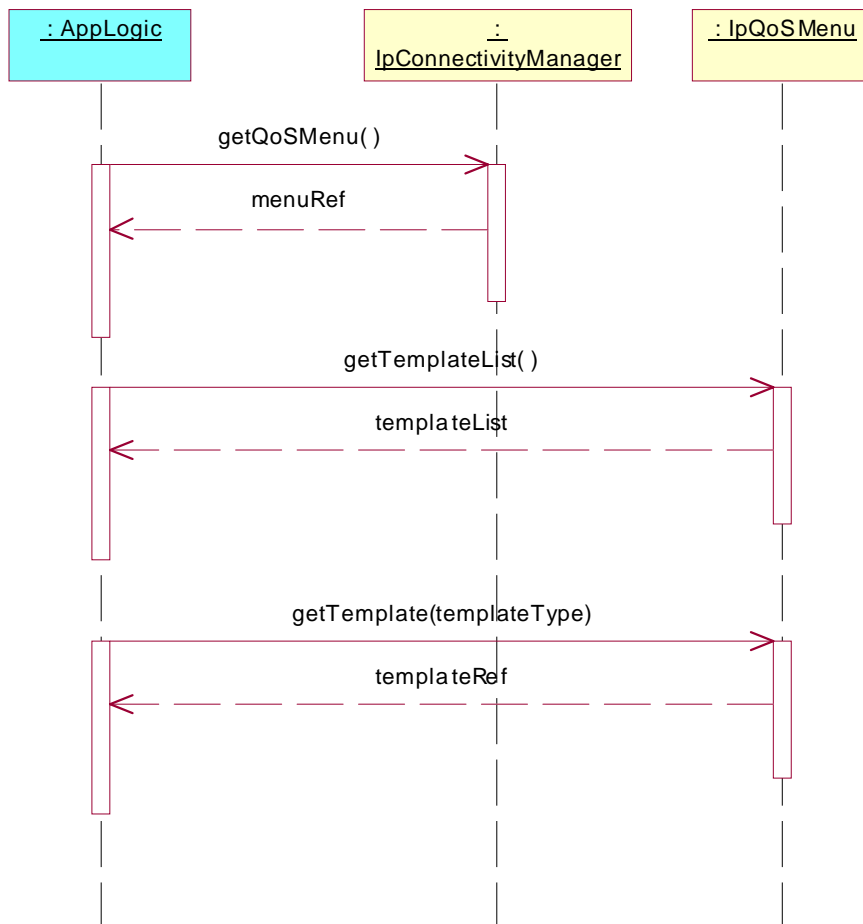 : AppLogic
:
IpConnectivityManager
: IpQoSMenu
getQoSMenu( )
menuRef
getTemplateList( )
templateList
getTemplate(templateType)
templateRef